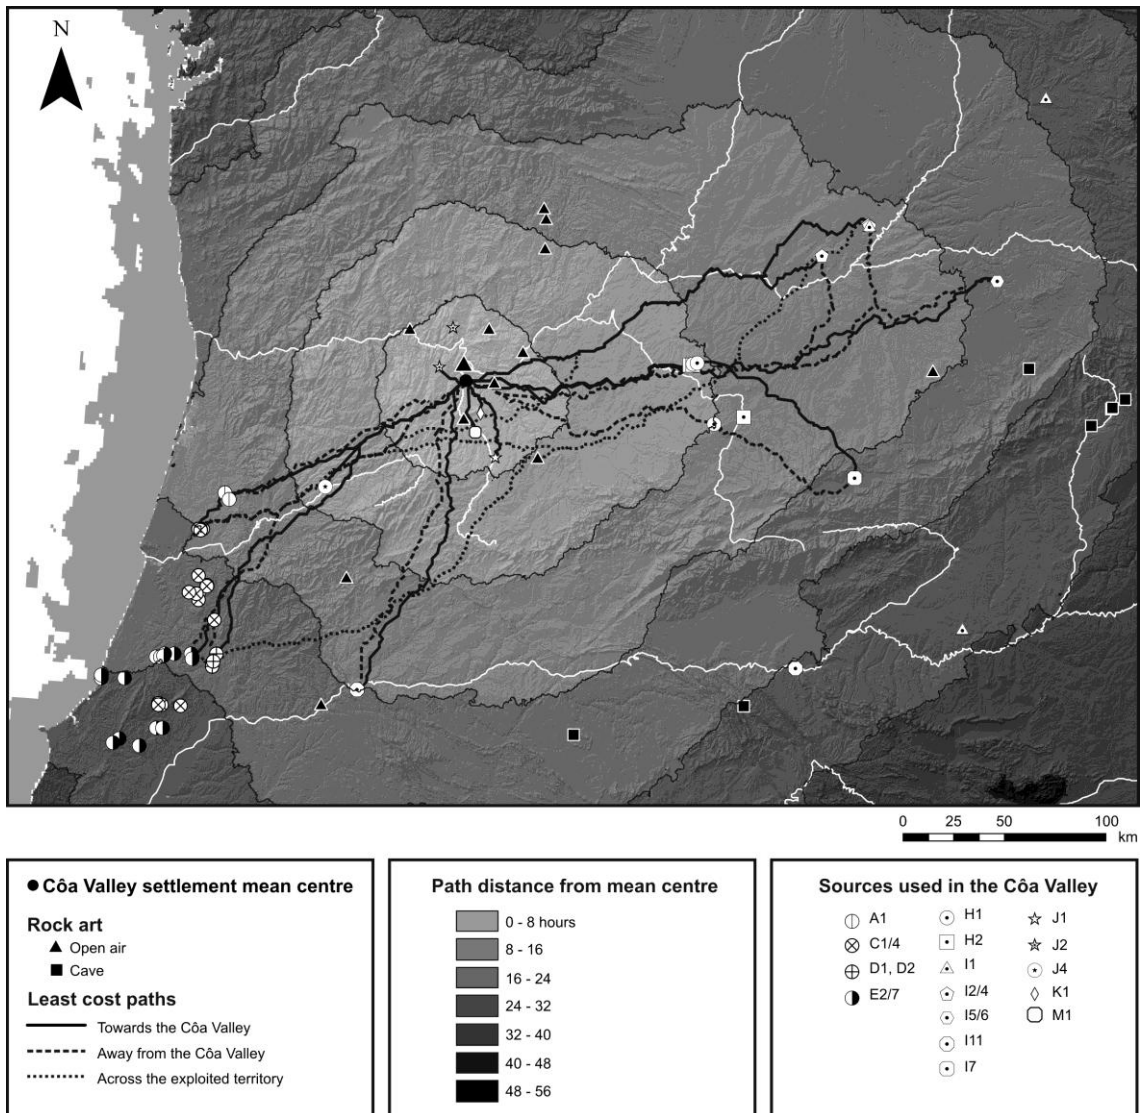 N
0 25 50 100
km
Côa Valley settlement mean centre
Rock art
Open air
Cave
Least cost paths
Towards the Côa Valley
Away from the Côa Valley
Across the exploited territory
Path distance from mean centre
0 - 8 hours
8 - 16
16 - 24
24 - 32
32 - 40
40 - 48
48 - 56
Sources used in the Côa Valley
A1
C1/4
D1, D2
E2/7
H1
H2
I1
I2/4
I5/6
I11
I7
J1
J2
J4
K1
M1